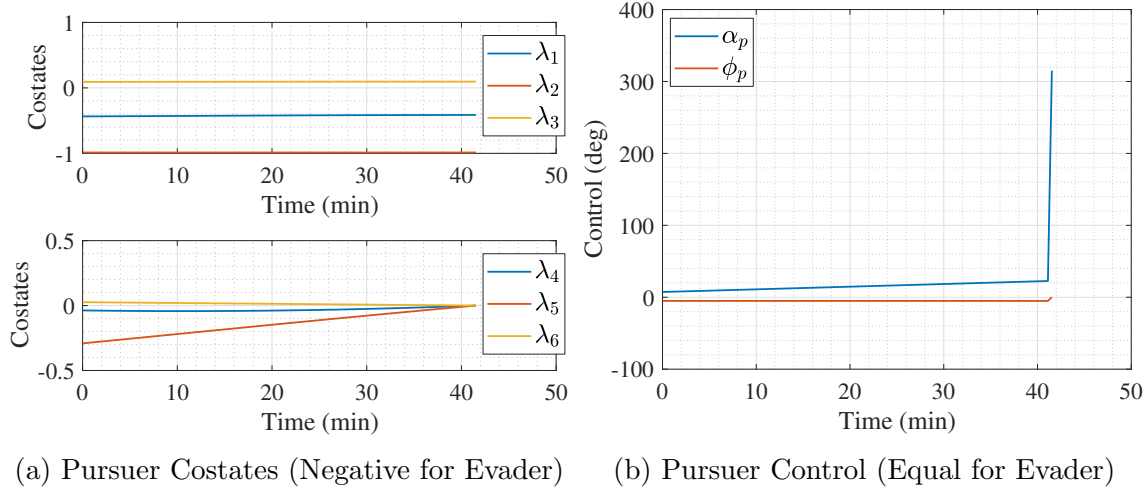 1
0
-1
Costates
0
10
20
30
40
50
Time (min)
λ₁
λ₂
λ₃
0.5
0
-0.5
Costates
0
10
20
30
40
50
Time (min)
λ₄
λ₅
λ₆
(a) Pursuer Costates (Negative for Evader)
400
300
200
100
0
-100
Control (deg)
0
10
20
30
40
50
Time (min)
αₚ
ϕₚ
(b) Pursuer Control (Equal for Evader)